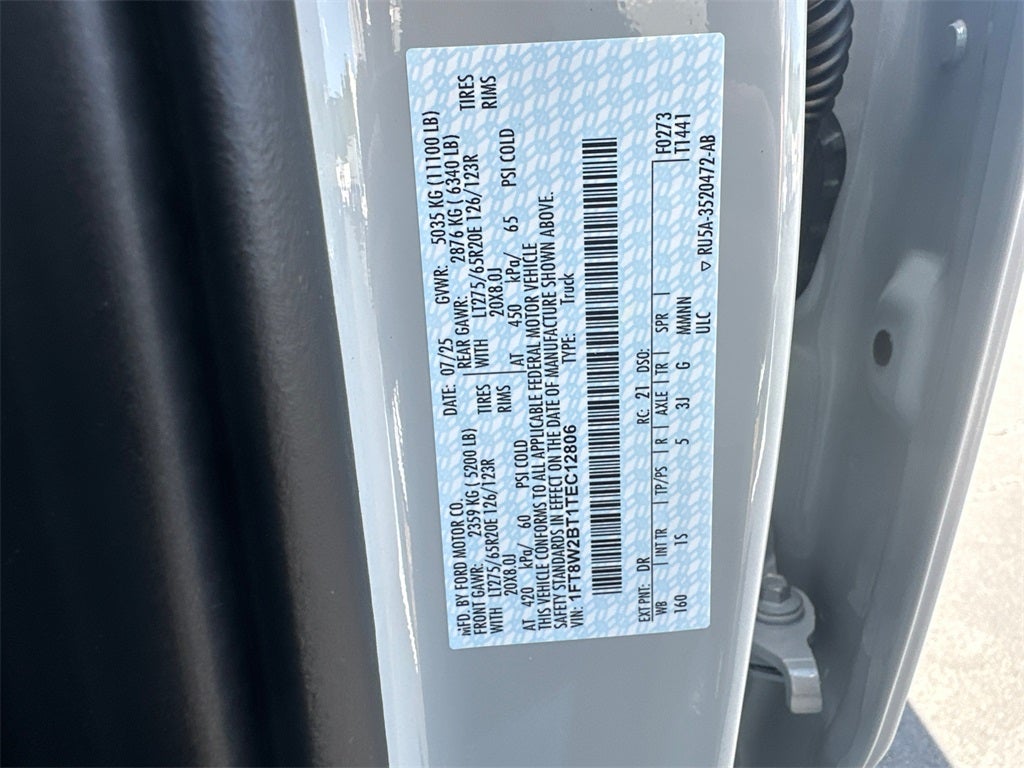 MFD. BY FORD MOTOR CO. DATE: 07/25 GVWR: 5035 KG (11100 LB)
FRONT GAWR: 2359 KG ( 5200 LB) REAR GAWR: 2876 KG ( 6340 LB)
WITH LT275/65R20E 126/123R TIRES WITH LT275/65R20E 126/123R TIRES
20X8.0J RIMS 20X8.0J RIMS
AT 420 kPa/ 60 PSI COLD AT 450 kPa/ 65 PSI COLD
THIS VEHICLE CONFORMS TO ALL APPLICABLE FEDERAL MOTOR VEHICLE
SAFETY STANDARDS IN EFFECT ON THE DATE OF MANUFACTURE SHOWN ABOVE.
VIN: 1FT8W2BT1TEC12806 TYPE: Truck
EXT PNT: DR RC: 21 DSO: F0273
WB INT TR TP/PS R AXLE TR SPR T1441
160 1S 5 3J G MMNN
ULC RU5A-3520472-AB